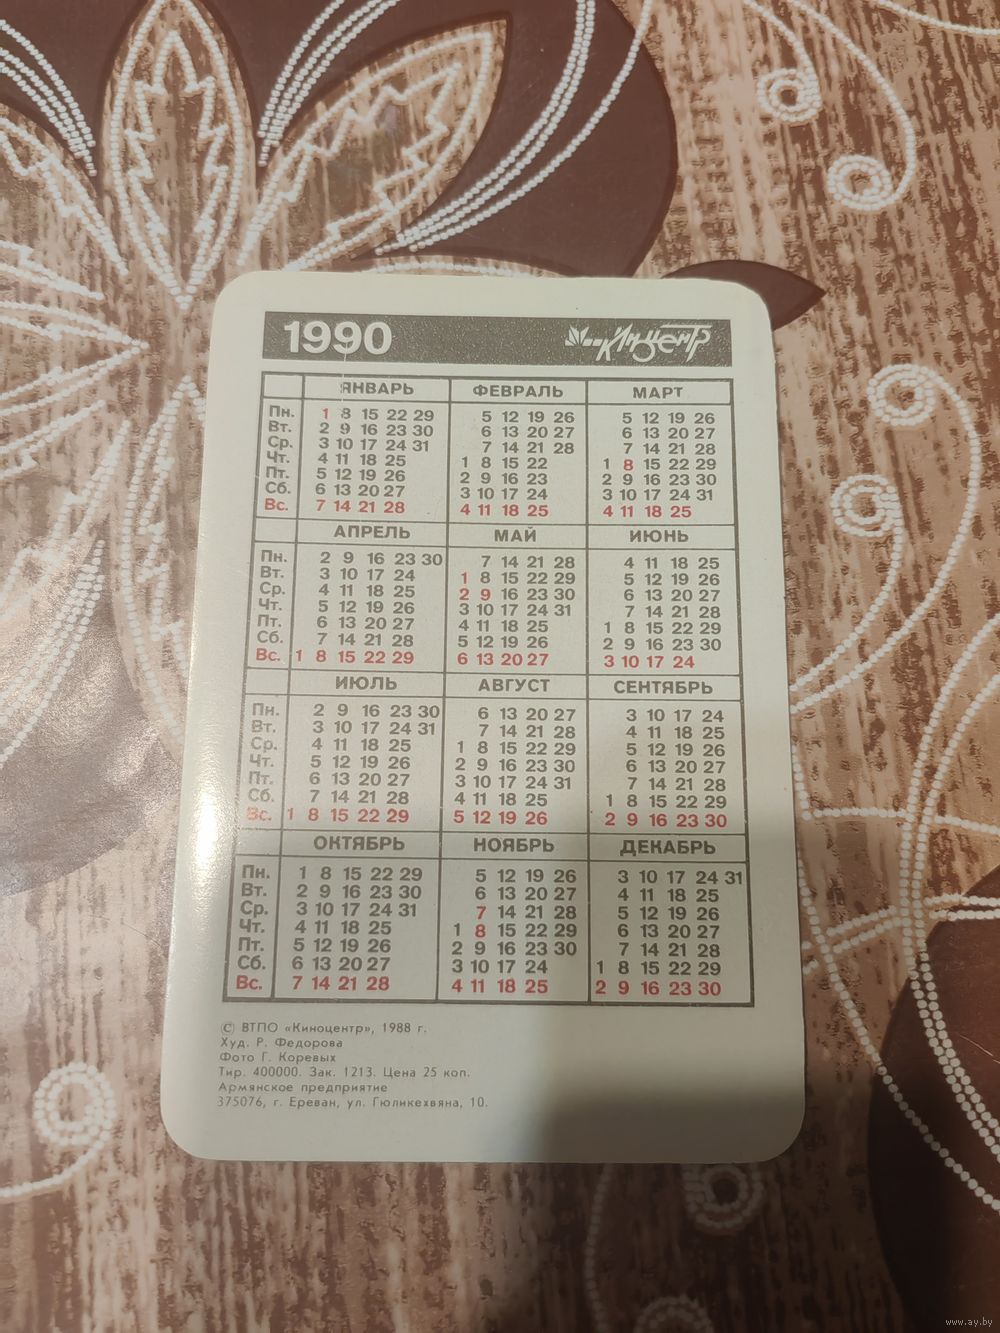 1990 Киноцентр
ЯНВАРЬ ФЕВРАЛЬ МАРТ
Пн. 1 8 15 22 29 5 12 19 26 5 12 19 26
Вт. 2 9 16 23 30 6 13 20 27 6 13 20 27
Ср. 3 10 17 24 31 7 14 21 28 7 14 21 28
Чт. 4 11 18 25 1 8 15 22 1 8 15 22 29
Пт. 5 12 19 26 2 9 16 23 2 9 16 23 30
Сб. 6 13 20 27 3 10 17 24 3 10 17 24 31
Вс. 7 14 21 28 4 11 18 25 4 11 18 25
АПРЕЛЬ МАЙ ИЮНЬ
Пн. 2 9 16 23 30 7 14 21 28 4 11 18 25
Вт. 3 10 17 24 1 8 15 22 29 5 12 19 26
Ср. 4 11 18 25 2 9 16 23 30 6 13 20 27
Чт. 5 12 19 26 3 10 17 24 31 7 14 21 28
Пт. 6 13 20 27 4 11 18 25 1 8 15 22 29
Сб. 7 14 21 28 5 12 19 26 2 9 16 23 30
Вс. 1 8 15 22 29 6 13 20 27 3 10 17 24
ИЮЛЬ АВГУСТ СЕНТЯБРЬ
Пн. 2 9 16 23 30 6 13 20 27 3 10 17 24
Вт. 3 10 17 24 31 7 14 21 28 4 11 18 25
Ср. 4 11 18 25 1 8 15 22 29 5 12 19 26
Чт. 5 12 19 26 2 9 16 23 30 6 13 20 27
Пт. 6 13 20 27 3 10 17 24 31 7 14 21 28
Сб. 7 14 21 28 4 11 18 25 1 8 15 22 29
Вс. 1 8 15 22 29 5 12 19 26 2 9 16 23 30
ОКТЯБРЬ НОЯБРЬ ДЕКАБРЬ
Пн. 1 8 15 22 29 5 12 19 26 3 10 17 24 31
Вт. 2 9 16 23 30 6 13 20 27 4 11 18 25
Ср. 3 10 17 24 31 7 14 21 28 5 12 19 26
Чт. 4 11 18 25 1 8 15 22 29 6 13 20 27
Пт. 5 12 19 26 2 9 16 23 30 7 14 21 28
Сб. 6 13 20 27 3 10 17 24 1 8 15 22 29
Вс. 7 14 21 28 4 11 18 25 2 9 16 23 30
© ВТПО «Киноцентр», 1988 г.
Худ. Р. Федорова
Фото Г. Коревых
Тир. 400000. Зак. 1213. Цена 25 коп.
Армянское предприятие
375076, г. Ереван, ул. Гюликехвяна, 10.
www.ay.by